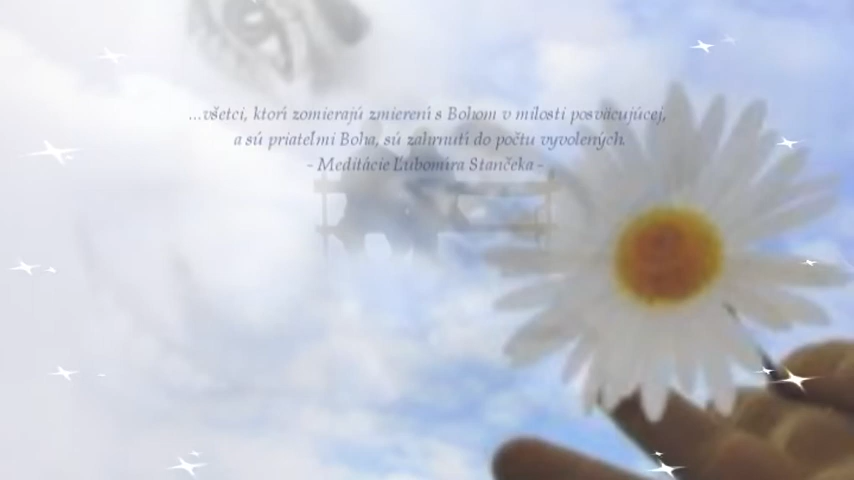 ...všetci, ktorí zomierajú zmierení s Bohom v milosti posväcujúcej,
a sú priateľmi Boha, sú zahrnutí do počtu vyvolených.
- Meditácie Ľubomíra Stančeka -